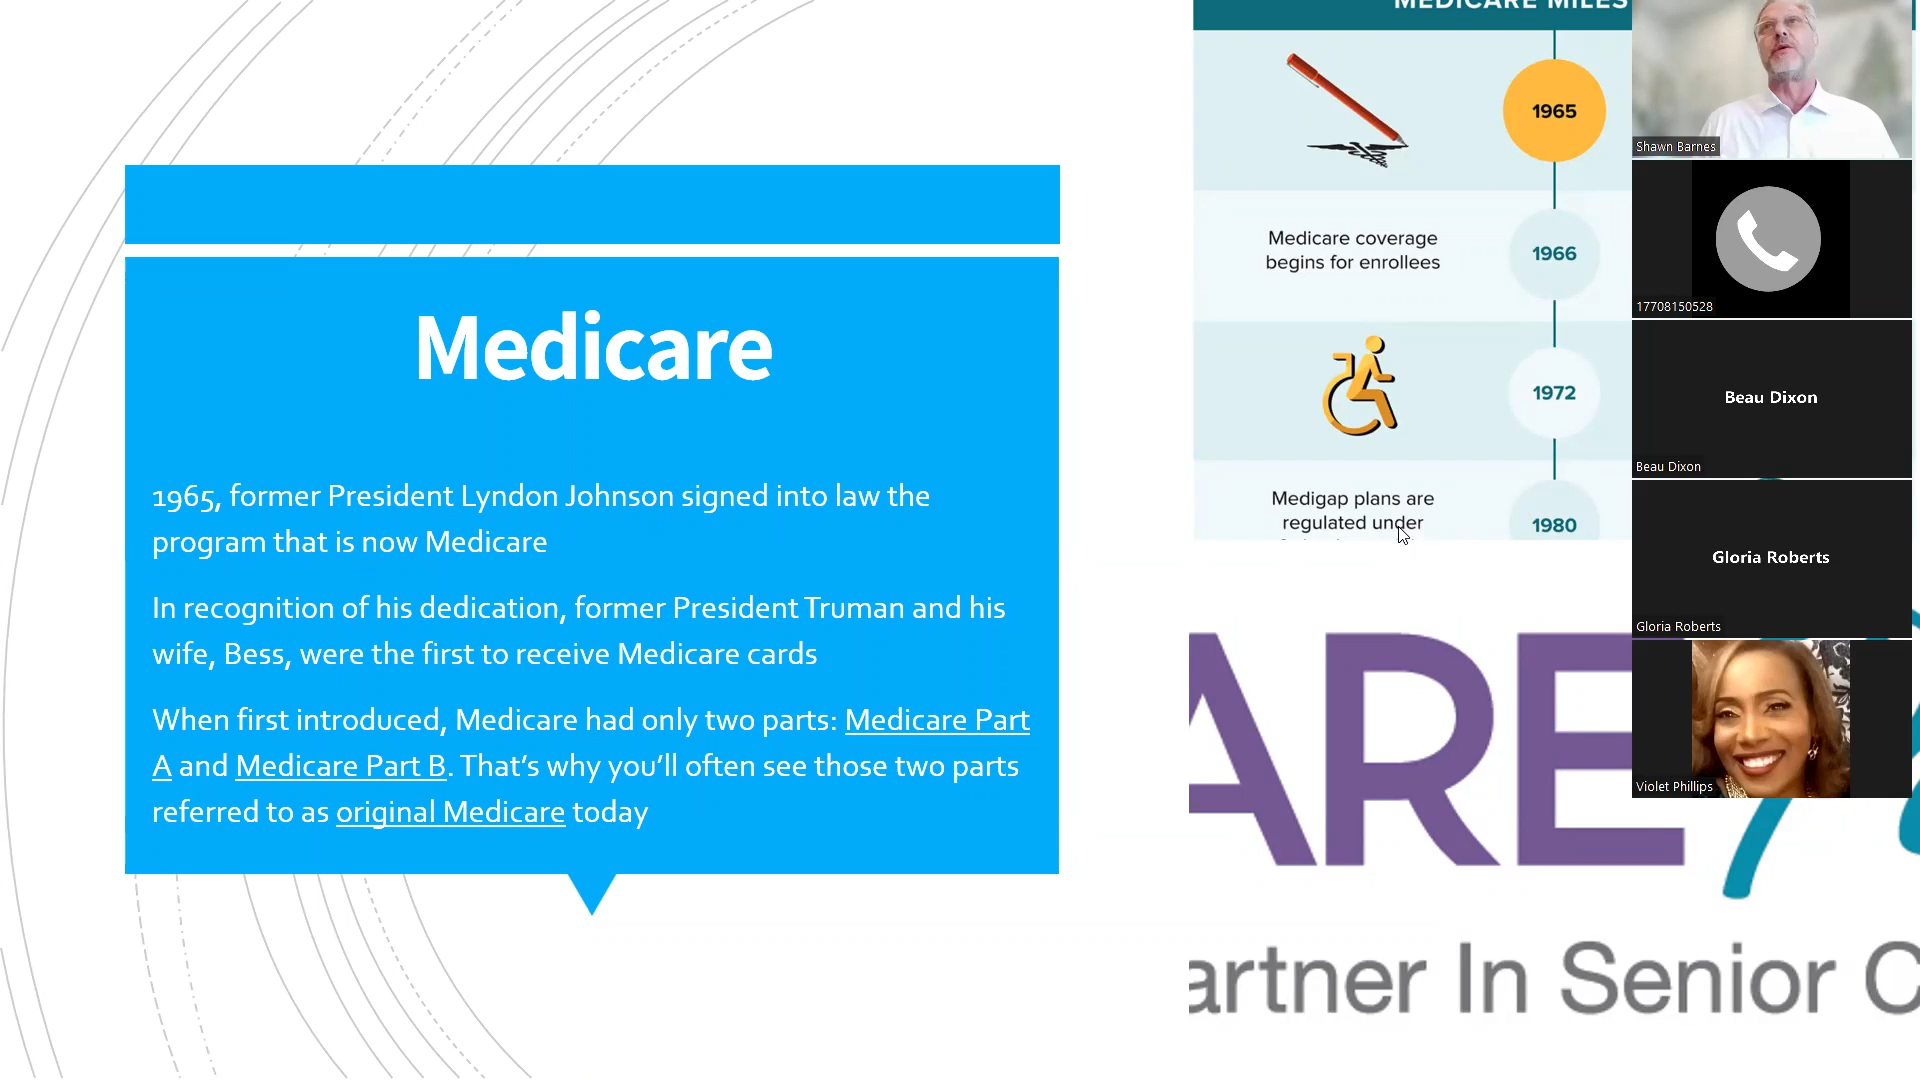 Medicare
1965, former President Lyndon Johnson signed into law the
program that is now Medicare
In recognition of his dedication, former President Truman and his
wife, Bess, were the first to receive Medicare cards
When first introduced, Medicare had only two parts: Medicare Part
A and Medicare Part B. That’s why you’ll often see those two parts
referred to as original Medicare today
MEDICARE MILES
1965
Medicare coverage
begins for enrollees
1966
1972
Medigap plans are
regulated under
1980
ARE
artner In Senior C
Shawn Barnes
17708150528
Beau Dixon
Beau Dixon
Gloria Roberts
Gloria Roberts
Violet Phillips